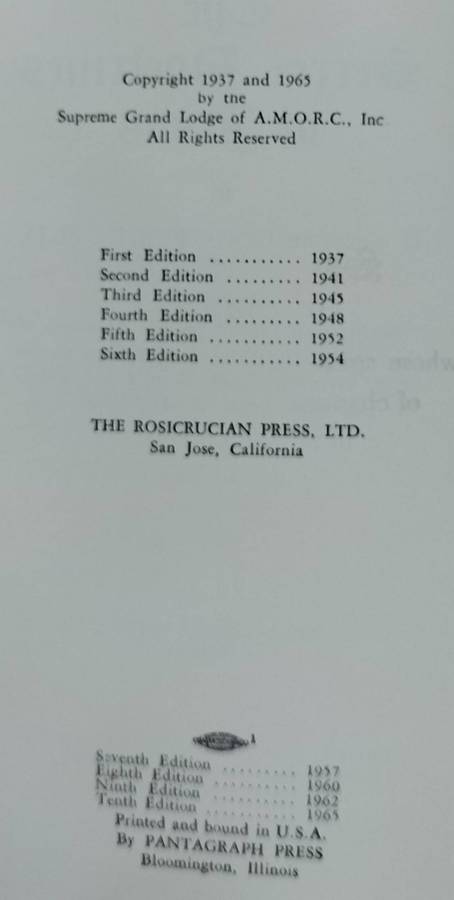 Copyright 1937 and 1965
by the
Supreme Grand Lodge of A.M.O.R.C., Inc
All Rights Reserved
First Edition ........... 1937
Second Edition ......... 1941
Third Edition .......... 1945
Fourth Edition ......... 1948
Fifth Edition ........... 1952
Sixth Edition ........... 1954
THE ROSICRUCIAN PRESS, LTD.
San Jose, California
1
Seventh Edition ......... 1957
Eighth Edition .......... 1960
Ninth Edition .......... 1962
Tenth Edition ........... 1965
Printed and bound in U.S.A.
By PANTAGRAPH PRESS
Bloomington, Illinois